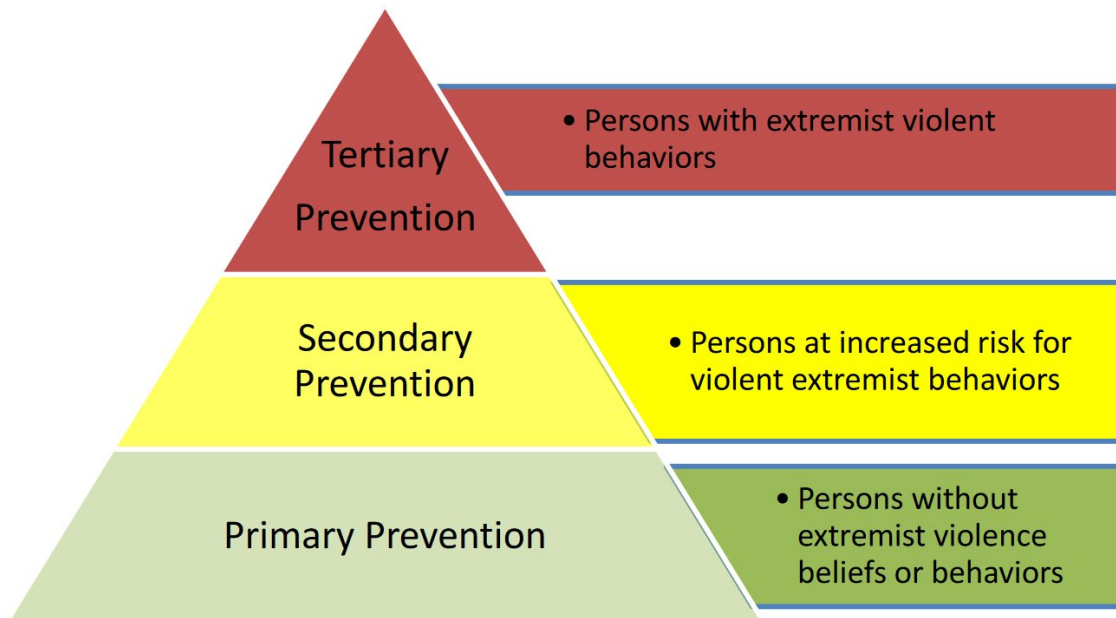 Tertiary
Prevention
• Persons with extremist violent
behaviors
Secondary
Prevention
• Persons at increased risk for
violent extremist behaviors
Primary Prevention
• Persons without
extremist violence
beliefs or behaviors